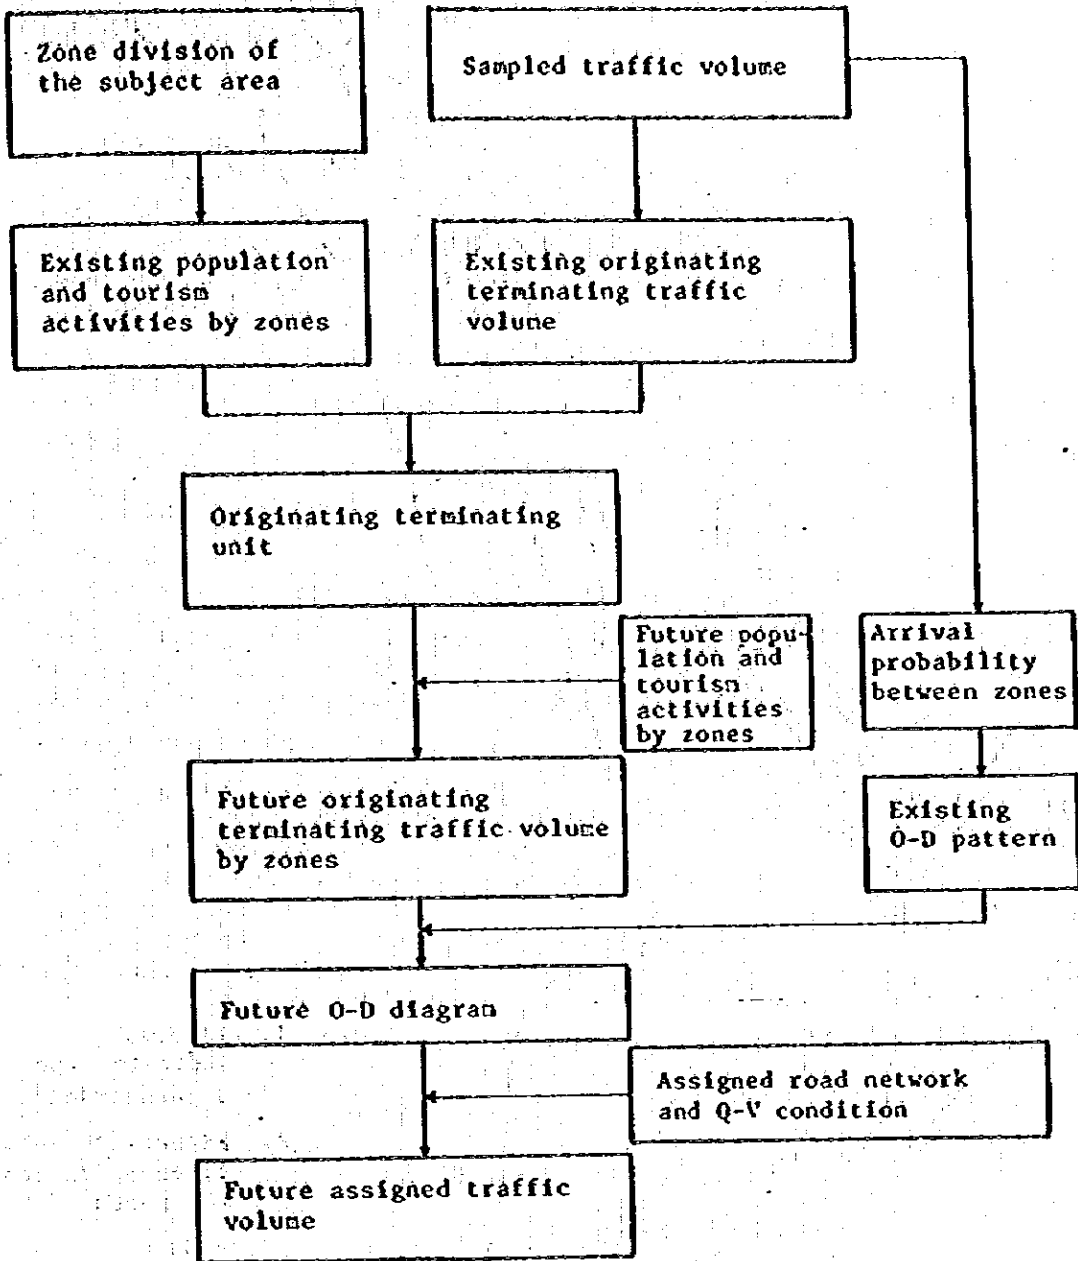 Zone division of
the subject area
Sampled traffic volume
Existing population
and tourism
activities by zones
Existing originating
terminating traffic
volume
Originating terminating
unit
Future popu-
lation and
tourism
activities
by zones
Arrival
probability
between zones
Future originating
terminating traffic volume
by zones
Existing
O-D pattern
Future O-D diagram
Assigned road network
and Q-V condition
Future assigned traffic
volume